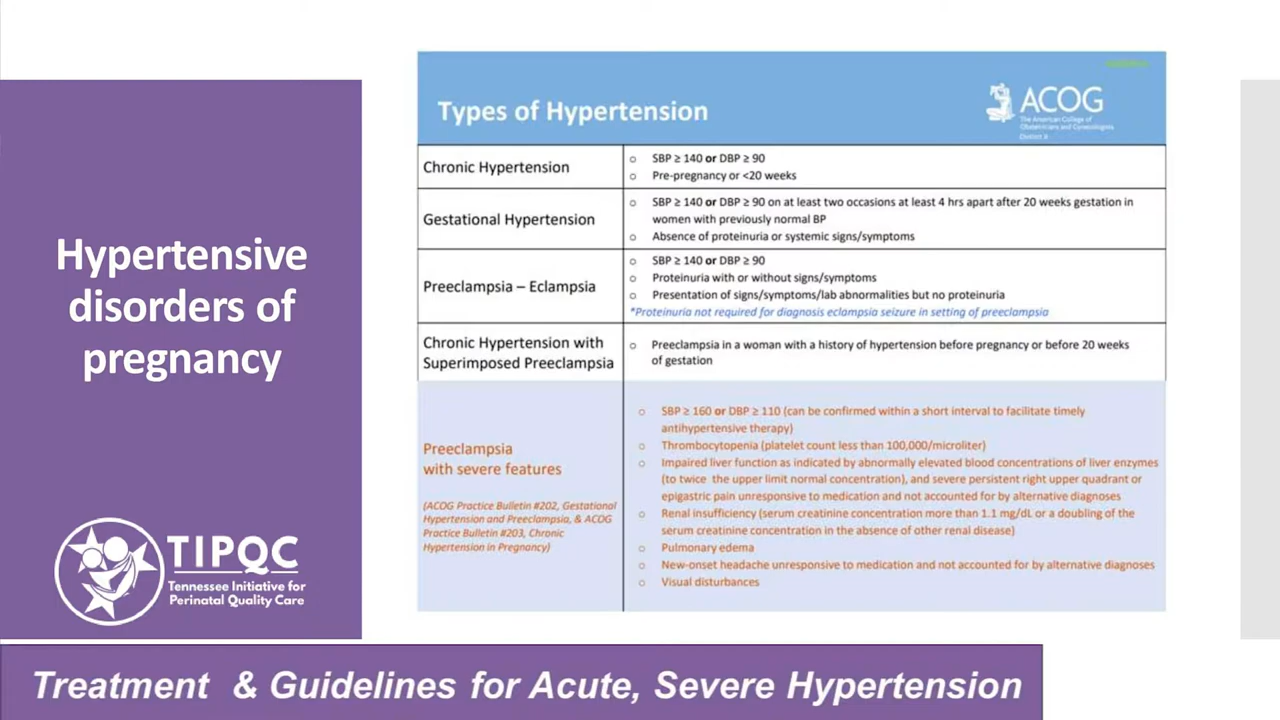 Hypertensive
disorders of
pregnancy
TIPQC
Tennessee Initiative for
Perinatal Quality Care
Types of Hypertension
ACOG
The American College of
Obstetricians and Gynecologists
District II
Chronic Hypertension
o SBP ≥ 140 or DBP ≥ 90
o Pre-pregnancy or <20 weeks
Gestational Hypertension
o SBP ≥ 140 or DBP ≥ 90 on at least two occasions at least 4 hrs apart after 20 weeks gestation in
women with previously normal BP
o Absence of proteinuria or systemic signs/symptoms
Preeclampsia – Eclampsia
o SBP ≥ 140 or DBP ≥ 90
o Proteinuria with or without signs/symptoms
o Presentation of signs/symptoms/lab abnormalities but no proteinuria
*Proteinuria not required for diagnosis eclampsia seizure in setting of preeclampsia
Chronic Hypertension with
Superimposed Preeclampsia
o Preeclampsia in a woman with a history of hypertension before pregnancy or before 20 weeks
of gestation
Preeclampsia
with severe features
(ACOG Practice Bulletin #202, Gestational
Hypertension and Preeclampsia, & ACOG
Practice Bulletin #203, Chronic
Hypertension in Pregnancy)
o SBP ≥ 160 or DBP ≥ 110 (can be confirmed within a short interval to facilitate timely
antihypertensive therapy)
o Thrombocytopenia (platelet count less than 100,000/microliter)
o Impaired liver function as indicated by abnormally elevated blood concentrations of liver enzymes
(to twice the upper limit normal concentration), and severe persistent right upper quadrant or
epigastric pain unresponsive to medication and not accounted for by alternative diagnoses
o Renal insufficiency (serum creatinine concentration more than 1.1 mg/dL or a doubling of the
serum creatinine concentration in the absence of other renal disease)
o Pulmonary edema
o New-onset headache unresponsive to medication and not accounted for by alternative diagnoses
o Visual disturbances
Treatment & Guidelines for Acute, Severe Hypertension